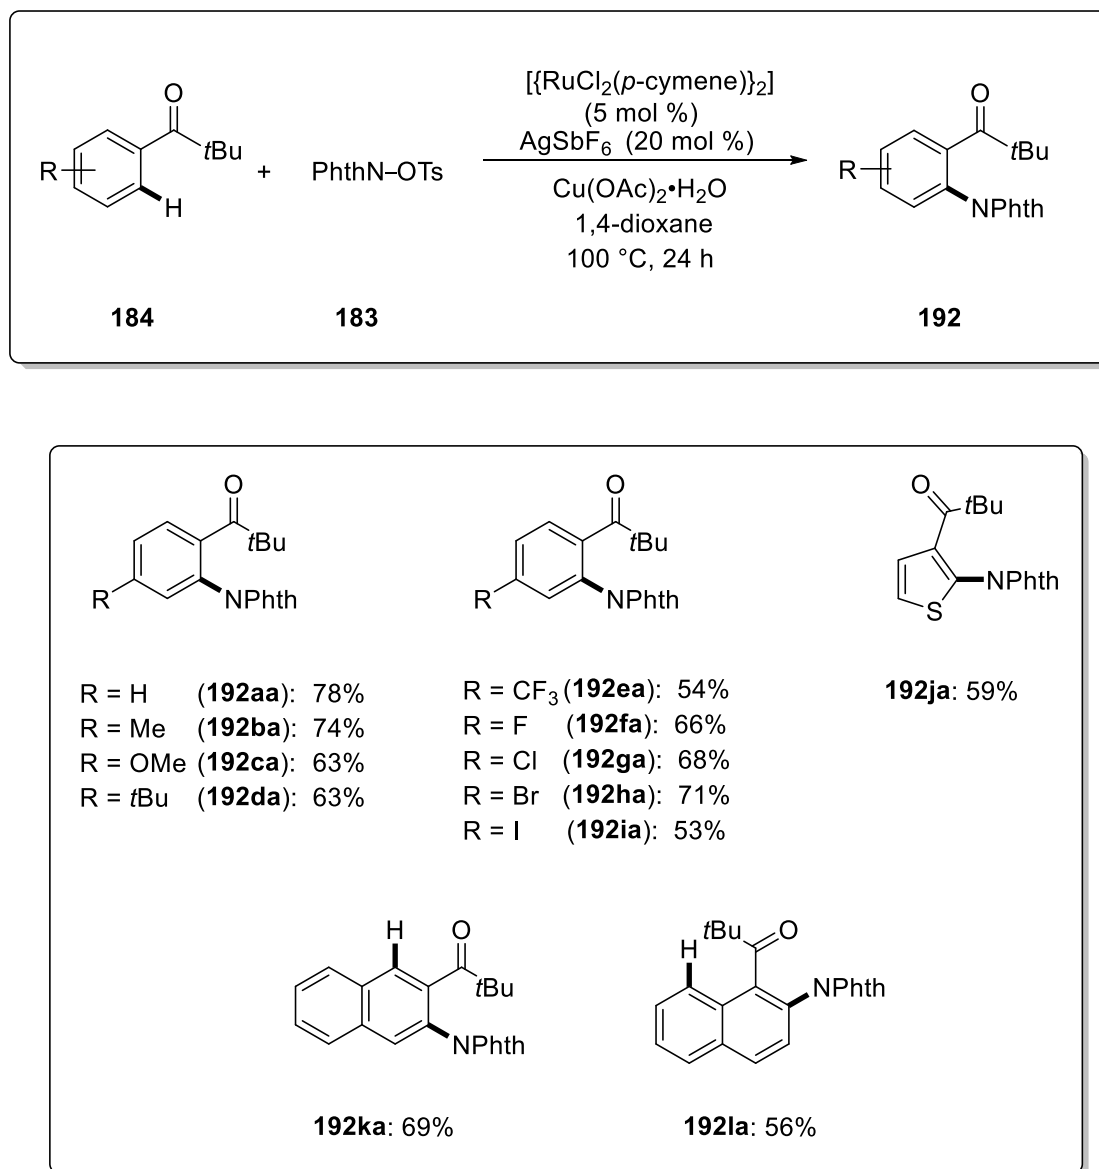 [{RuCl2(p-cymene)}2]
(5 mol %)
AgSbF6 (20 mol %)
Cu(OAc)2•H2O
1,4-dioxane
100 °C, 24 h
O
tBu
R
H
+
PhthN–OTs
O
tBu
R
NPhth
184
183
192
O
tBu
R
NPhth
O
tBu
R
NPhth
O
tBu
NPhth
S
R = H (192aa): 78%
R = Me (192ba): 74%
R = OMe (192ca): 63%
R = tBu (192da): 63%
R = CF3 (192ea): 54%
R = F (192fa): 66%
R = Cl (192ga): 68%
R = Br (192ha): 71%
R = I (192ia): 53%
192ja: 59%
H
O
tBu
NPhth
tBu
O
H
NPhth
192ka: 69%
192la: 56%